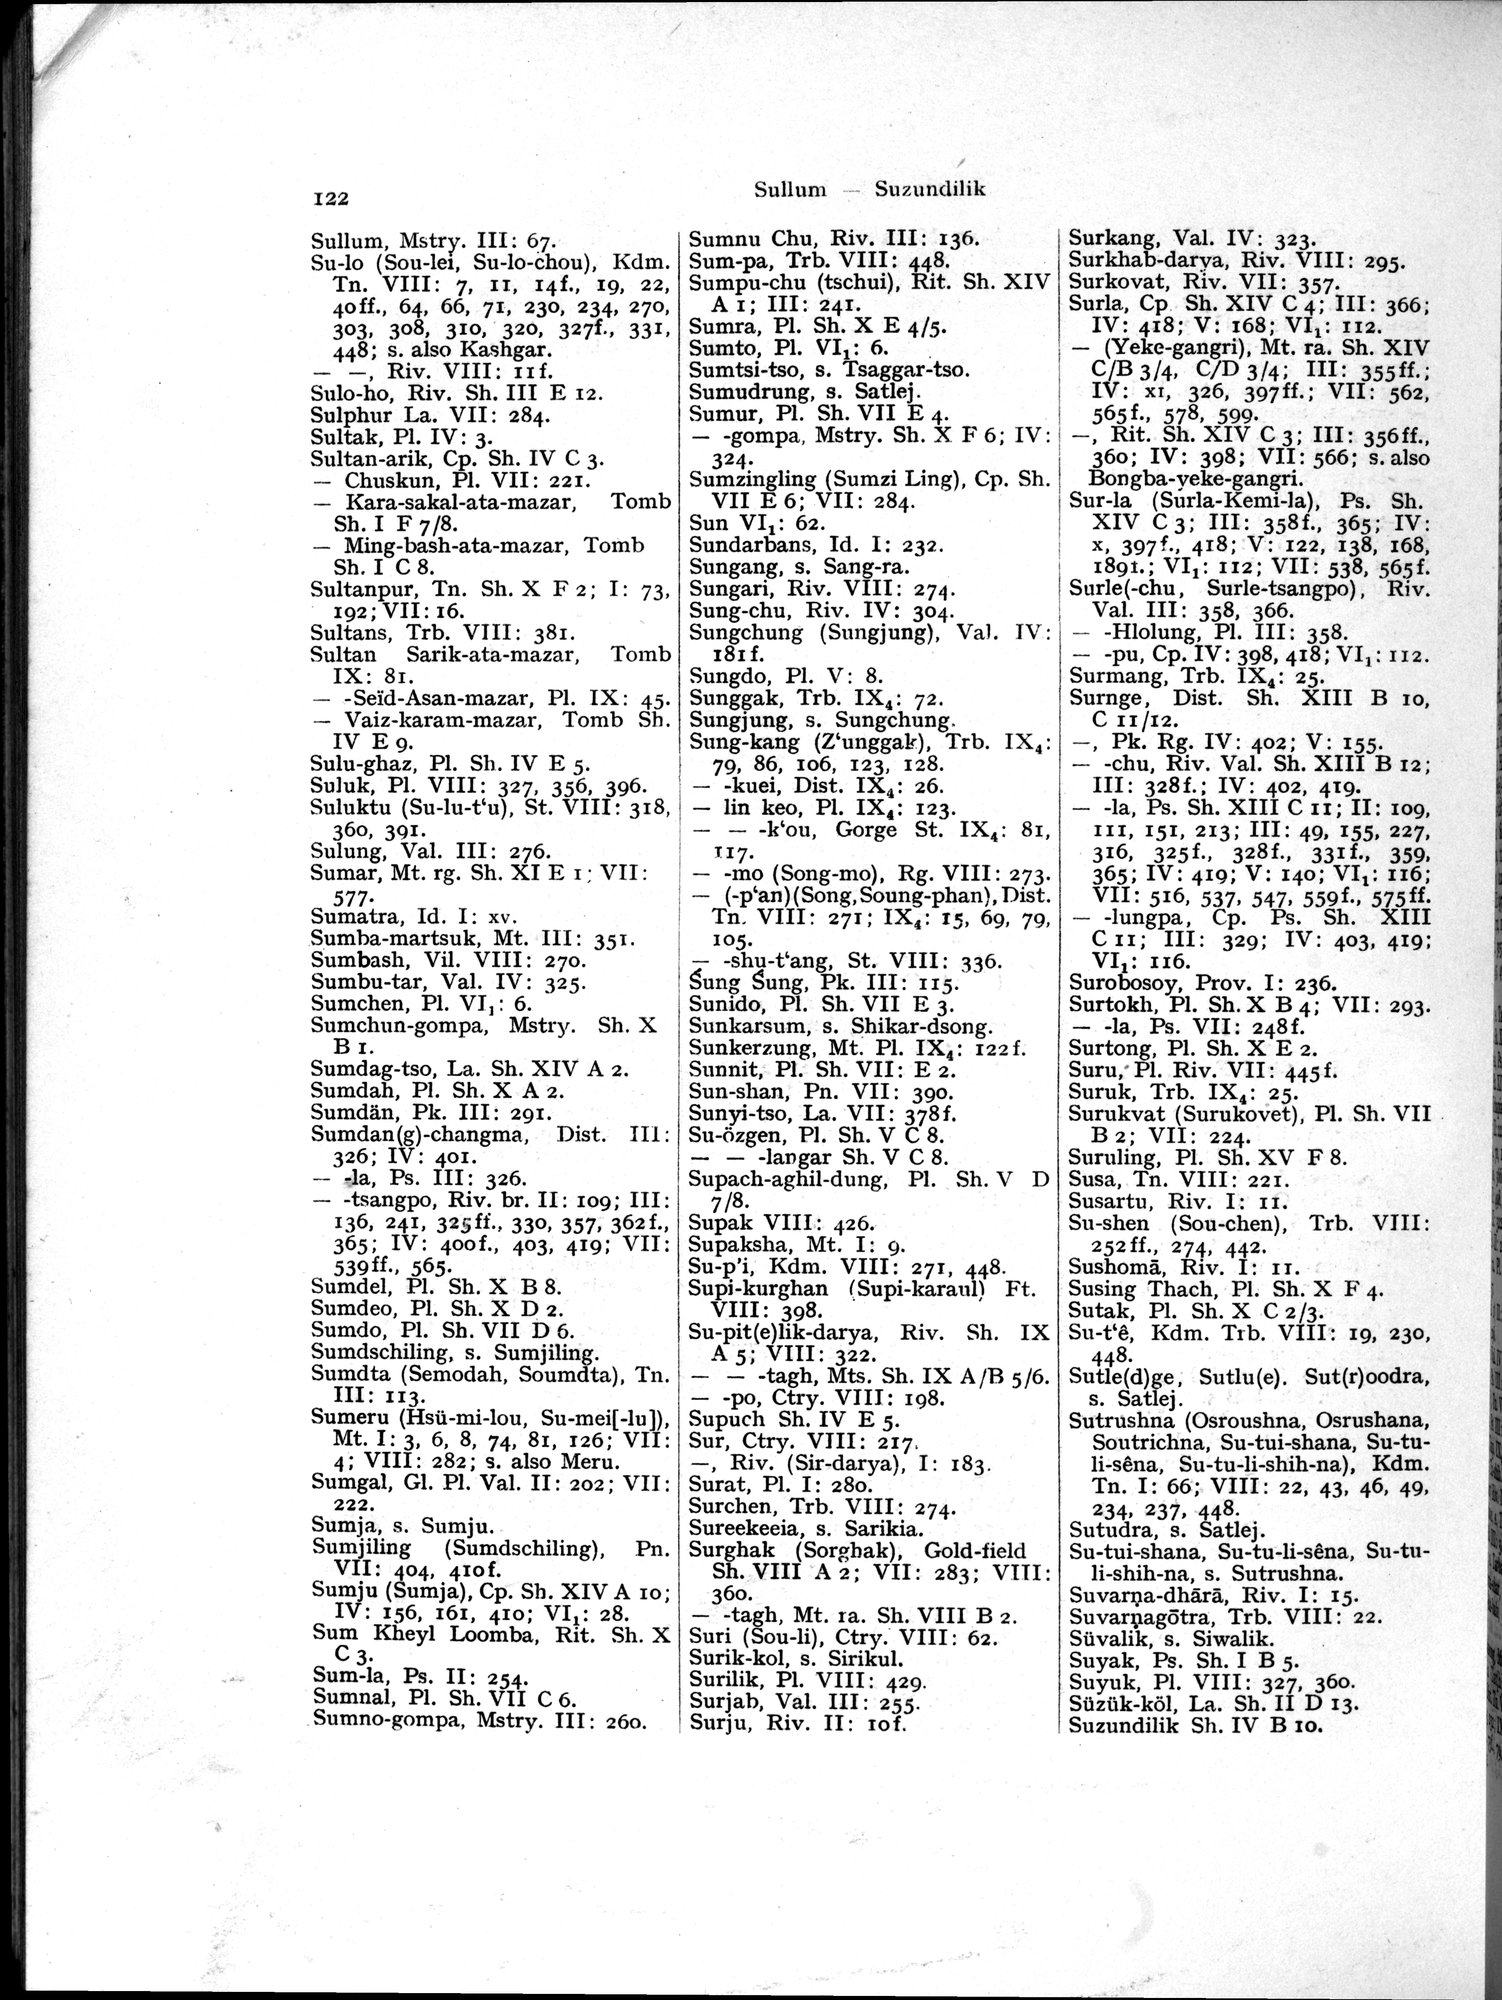 122
Sullum — Suzundilik
Sullum, Mstry. III: 67.
Su-lo (Sou-lei, Su-lo-chou), Kdm.
Tn. VIII: 7, 11, 14f., 19, 22,
40ff., 64, 66, 71, 230, 234, 270,
303, 308, 310, 320, 327f., 331,
448; s. also Kashgar.
— —, Riv. VIII: 11f.
Sulo-ho, Riv. Sh. III E 12.
Sulphur La. VII: 284.
Sultak, Pl. IV: 3.
Sultan-arik, Cp. Sh. IV C 3.
— Chuskun, Pl. VII: 221.
— Kara-sakal-ata-mazar, Tomb
Sh. I F 7/8.
— Ming-bash-ata-mazar, Tomb
Sh. I C 8.
Sultanpur, Tn. Sh. X F 2; I: 73,
192; VII: 16.
Sultans, Trb. VIII: 381.
Sultan Sarik-ata-mazar, Tomb
IX: 81.
— -Seïd-Asan-mazar, Pl. IX: 45.
— Vaiz-karam-mazar, Tomb Sh.
IV E 9.
Sulu-ghaz, Pl. Sh. IV E 5.
Suluk, Pl. VIII: 327, 356, 396.
Suluktu (Su-lu-t‘u), St. VIII: 318,
360, 391.
Sulung, Val. III: 276.
Sumar, Mt. rg. Sh. XI E 1; VII:
577.
Sumatra, Id. I: xv.
Sumba-martsuk, Mt. III: 351.
Sumbash, Vil. VIII: 270.
Sumbu-tar, Val. IV: 325.
Sumchen, Pl. VI₁: 6.
Sumchun-gompa, Mstry. Sh. X
B 1.
Sumdag-tso, La. Sh. XIV A 2.
Sumdah, Pl. Sh. X A 2.
Sumdän, Pk. III: 291.
Sumdan(g)-changma, Dist. III:
326; IV: 401.
— -la, Ps. III: 326.
— -tsangpo, Riv. br. II: 109; III:
136, 241, 325ff., 330, 357, 362f.,
365; IV: 400f., 403, 419; VII:
539ff., 565.
Sumdel, Pl. Sh. X B 8.
Sumdeo, Pl. Sh. X D 2.
Sumdo, Pl. Sh. VII D 6.
Sumdschiling, s. Sumjiling.
Sumdta (Semodah, Soumdta), Tn.
III: 113.
Sumeru (Hsü-mi-lou, Su-mei[-lu]),
Mt. I: 3, 6, 8, 74, 81, 126; VII:
4; VIII: 282; s. also Meru.
Sumgal, Gl. Pl. Val. II: 202; VII:
222.
Sumja, s. Sumju.
Sumjiling (Sumdschiling), Pn.
VII: 404, 410f.
Sumju (Sumja), Cp. Sh. XIV A 10;
IV: 156, 161, 410; VI₁: 28.
Sum Kheyl Loomba, Rit. Sh. X
C 3.
Sum-la, Ps. II: 254.
Sumnal, Pl. Sh. VII C 6.
Sumno-gompa, Mstry. III: 260.
Sumnu Chu, Riv. III: 136.
Sum-pa, Trb. VIII: 448.
Sumpu-chu (tschui), Rit. Sh. XIV
A 1; III: 241.
Sumra, Pl. Sh. X E 4/5.
Sumto, Pl. VI₁: 6.
Sumtsi-tso, s. Tsaggar-tso.
Sumudrung, s. Satlej.
Sumur, Pl. Sh. VII E 4.
— -gompa, Mstry. Sh. X F 6; IV:
324.
Sumzingling (Sumzi Ling), Cp. Sh.
VII E 6; VII: 284.
Sun VI₁: 62.
Sundarbans, Id. I: 232.
Sungang, s. Sang-ra.
Sungari, Riv. VIII: 274.
Sung-chu, Riv. IV: 304.
Sungchung (Sungjung), Val. IV:
181f.
Sungdo, Pl. V: 8.
Sunggak, Trb. IX₄: 72.
Sungjung, s. Sungchung.
Sung-kang (Z‘unggak), Trb. IX₄:
79, 86, 106, 123, 128.
— -kuei, Dist. IX₄: 26.
— lin keo, Pl. IX₄: 123.
— — -k‘ou, Gorge St. IX₄: 81,
117.
— -mo (Song-mo), Rg. VIII: 273.
— (-p‘an)(Song, Soung-phan), Dist.
Tn. VIII: 271; IX₄: 15, 69, 79,
105.
— -shu-t‘ang, St. VIII: 336.
Śung Śung, Pk. III: 115.
Sunido, Pl. Sh. VII E 3.
Sunkarsum, s. Shikar-dsong.
Sunkerzung, Mt. Pl. IX₄: 122f.
Sunnit, Pl. Sh. VII: E 2.
Sun-shan, Pn. VII: 390.
Sunyi-tso, La. VII: 378f.
Su-özgen, Pl. Sh. V C 8.
— — -langar Sh. V C 8.
Supach-aghil-dung, Pl. Sh. V D
7/8.
Supak VIII: 426.
Supaksha, Mt. I: 9.
Su-p’i, Kdm. VIII: 271, 448.
Supi-kurghan (Supi-karaul) Ft.
VIII: 398.
Su-pit(e)lik-darya, Riv. Sh. IX
A 5; VIII: 322.
— — -tagh, Mts. Sh. IX A/B 5/6.
— -po, Ctry. VIII: 198.
Supuch Sh. IV E 5.
Sur, Ctry. VIII: 217.
—, Riv. (Sir-darya), I: 183.
Surat, Pl. I: 280.
Surchen, Trb. VIII: 274.
Sureekeeia, s. Sarikia.
Surghak (Sorghak), Gold-field
Sh. VIII A 2; VII: 283; VIII:
360.
— -tagh, Mt. ra. Sh. VIII B 2.
Suri (Sou-li), Ctry. VIII: 62.
Surik-kol, s. Sirikul.
Surilik, Pl. VIII: 429.
Surjab, Val. III: 255.
Surju, Riv. II: 10f.
Surkang, Val. IV: 323.
Surkhab-darya, Riv. VIII: 295.
Surkovat, Riv. VII: 357.
Surla, Cp. Sh. XIV C 4; III: 366;
IV: 418; V: 168; VI₁: 112.
— (Yeke-gangri), Mt. ra. Sh. XIV
C/B 3/4, C/D 3/4; III: 355ff.;
IV: xi, 326, 397ff.; VII: 562,
565f., 578, 599.
—, Rit. Sh. XIV C 3; III: 356ff.,
360; IV: 398; VII: 566; s. also
Bongba-yeke-gangri.
Sur-la (Surla-Kemi-la), Ps. Sh.
XIV C 3; III: 358f., 365; IV:
x, 397f., 418; V: 122, 138, 168,
189f.; VI₁: 112; VII: 538, 565f.
Surle(-chu, Surle-tsangpo), Riv.
Val. III: 358, 366.
— -Hlolung, Pl. III: 358.
— -pu, Cp. IV: 398, 418; VI₁: 112.
Surmang, Trb. IX₄: 25.
Surnge, Dist. Sh. XIII B 10,
C 11/12.
—, Pk. Rg. IV: 402; V: 155.
— -chu, Riv. Val. Sh. XIII B 12;
III: 328f.; IV: 402, 419.
— -la, Ps. Sh. XIII C 11; II: 109,
111, 151, 213; III: 49, 155, 227,
316, 325f., 328f., 331f., 359,
365; IV: 419; V: 140; VI₁: 116;
VII: 516, 537, 547, 559f., 575ff.
— -lungpa, Cp. Ps. Sh. XIII
C 11; III: 329; IV: 403, 419;
VI₁: 116.
Surobosoy, Prov. I: 236.
Surtokh, Pl. Sh. X B 4; VII: 293.
— -la, Ps. VII: 248f.
Surtong, Pl. Sh. X E 2.
Suru, Pl. Riv. VII: 445f.
Suruk, Trb. IX₄: 25.
Surukvat (Surukovet), Pl. Sh. VII
B 2; VII: 224.
Suruling, Pl. Sh. XV F 8.
Susa, Tn. VIII: 221.
Susartu, Riv. I: 11.
Su-shen (Sou-chen), Trb. VIII:
252ff., 274, 442.
Sushomā, Riv. I: 11.
Susing Thach, Pl. Sh. X F 4.
Sutak, Pl. Sh. X C 2/3.
Su-t‘ê, Kdm. Trb. VIII: 19, 230,
448.
Sutle(d)ge, Sutlu(e). Sut(r)oodra,
s. Satlej.
Sutrushna (Osroushna, Osrushana,
Soutrichna, Su-tui-shana, Su-tu-
li-sêna, Su-tu-li-shih-na), Kdm.
Tn. I: 66; VIII: 22, 43, 46, 49,
234, 237, 448.
Sutudra, s. Satlej.
Su-tui-shana, Su-tu-li-sêna, Su-tu-
li-shih-na, s. Sutrushna.
Suvarṇa-dhārā, Riv. I: 15.
Suvarṇagōtra, Trb. VIII: 22.
Süvalik, s. Siwalik.
Suyak, Ps. Sh. I B 5.
Suyuk, Pl. VIII: 327, 360.
Süzük-köl, La. Sh. II D 13.
Suzundilik Sh. IV B 10.